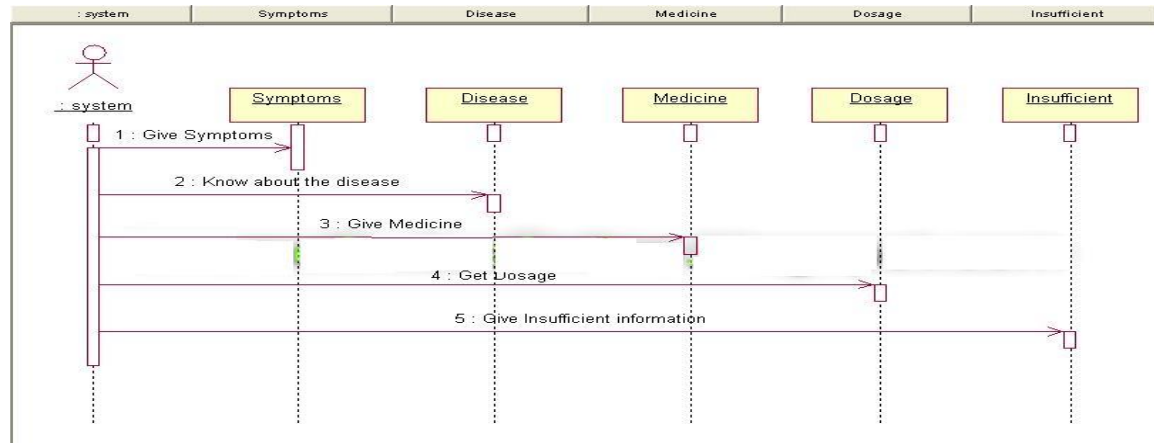 : system Symptoms Disease Medicine Dosage Insufficient
: system Symptoms Disease Medicine Dosage Insufficient
1 : Give Symptoms
2 : Know about the disease
3 : Give Medicine
4 : Get Dosage
5 : Give Insufficient information